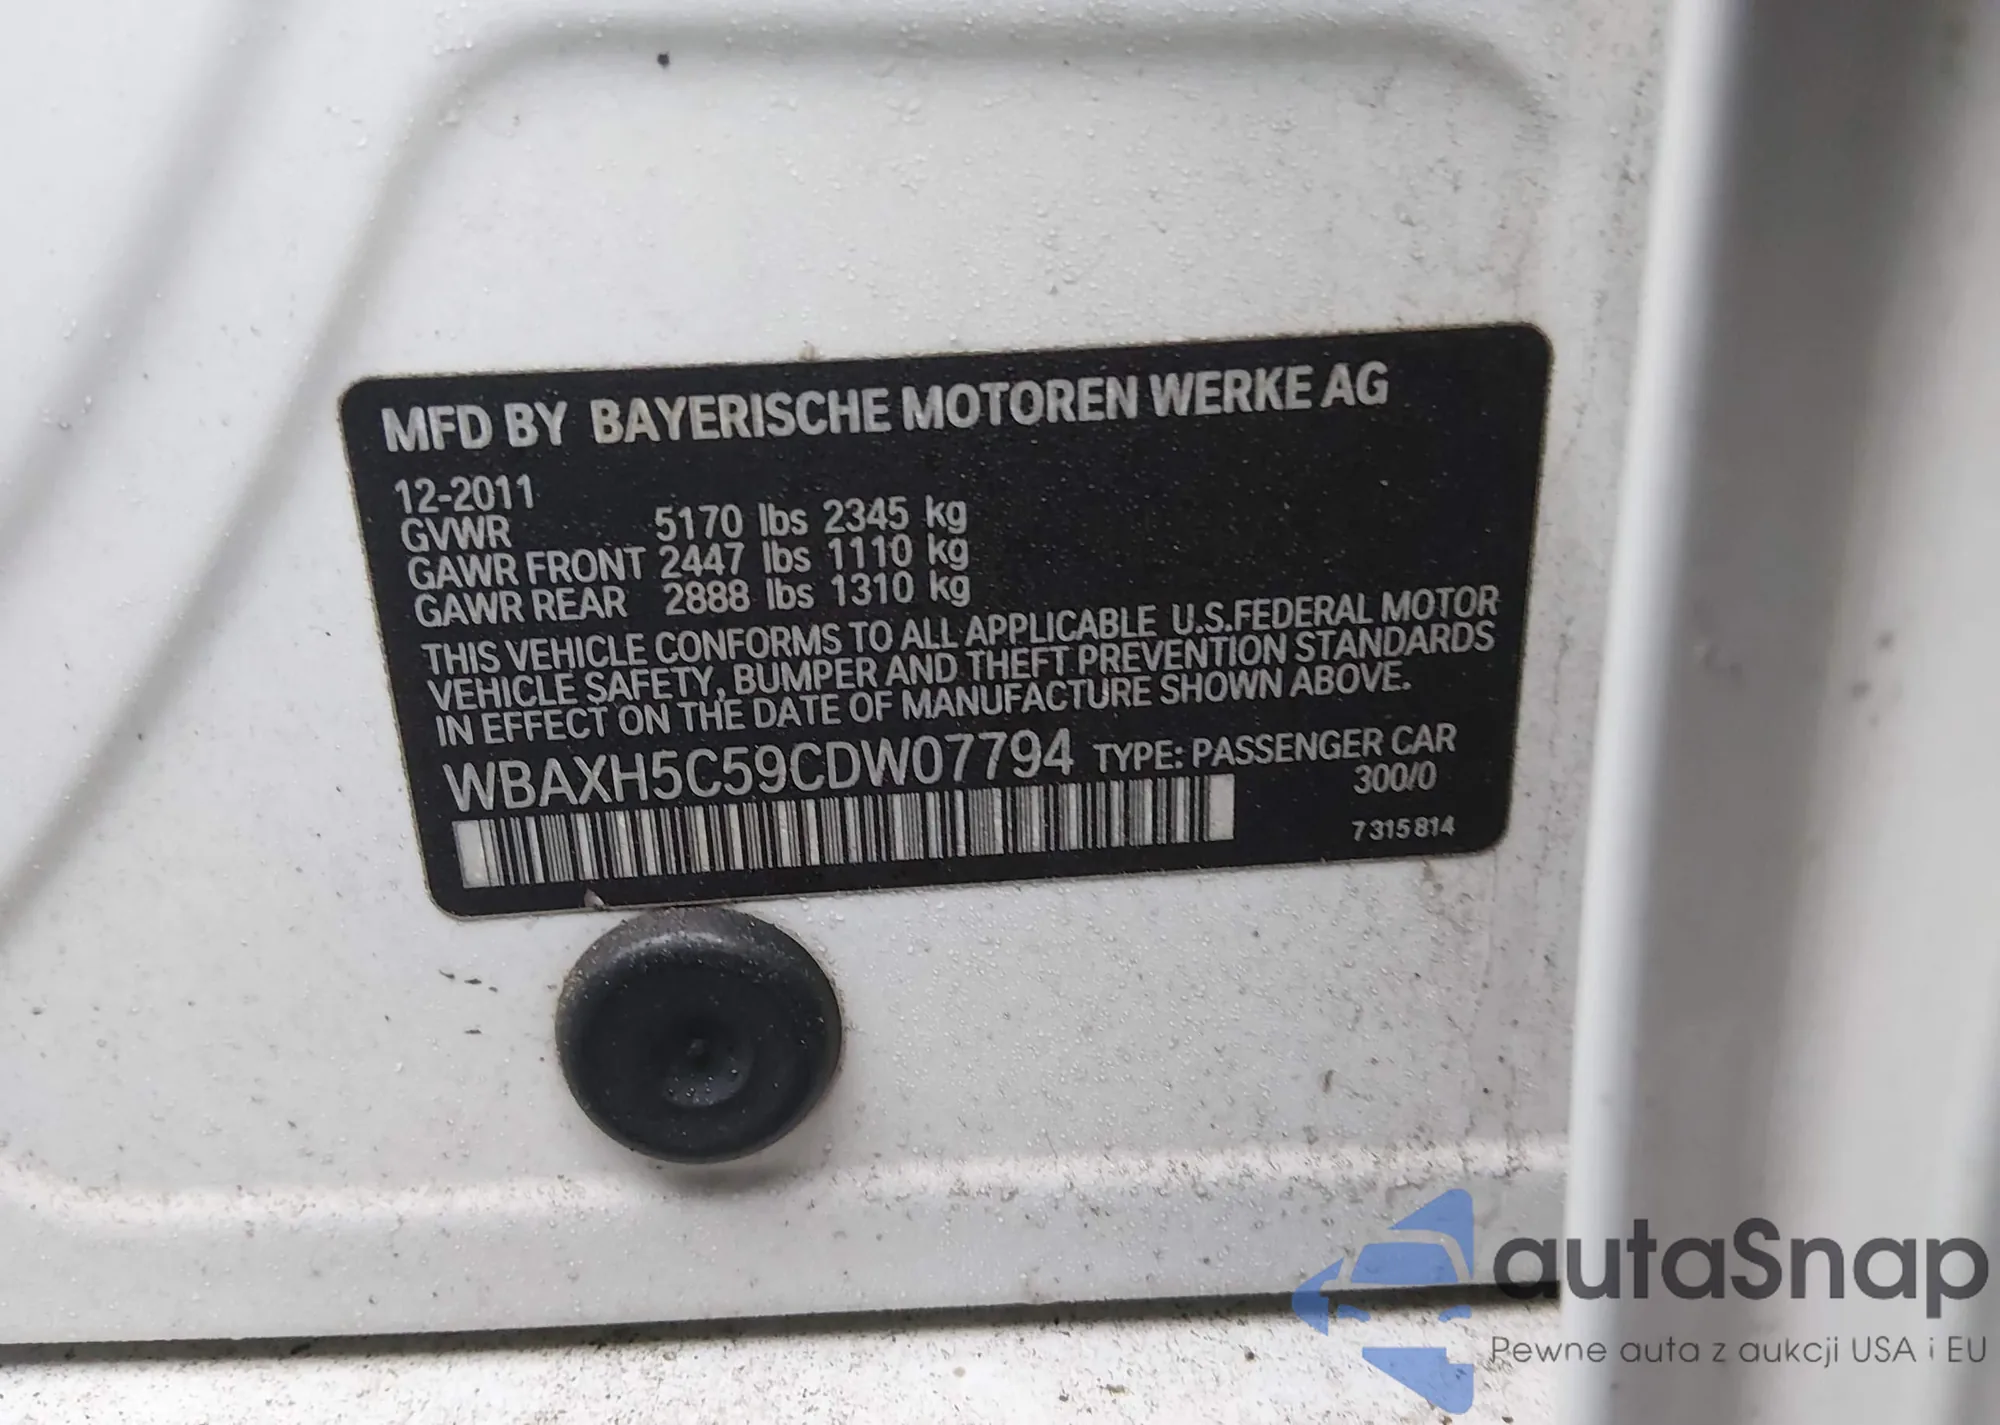 MFD BY BAYERISCHE MOTOREN WERKE AG
12-2011
GVWR 5170 lbs 2345 kg
GAWR FRONT 2447 lbs 1110 kg
GAWR REAR 2888 lbs 1310 kg
THIS VEHICLE CONFORMS TO ALL APPLICABLE U.S.FEDERAL MOTOR
VEHICLE SAFETY, BUMPER AND THEFT PREVENTION STANDARDS
IN EFFECT ON THE DATE OF MANUFACTURE SHOWN ABOVE.
WBAXH5C59CDW07794 TYPE: PASSENGER CAR
300/0
7 315 814
autaSnap
Pewne auta z aukcji USA i EU